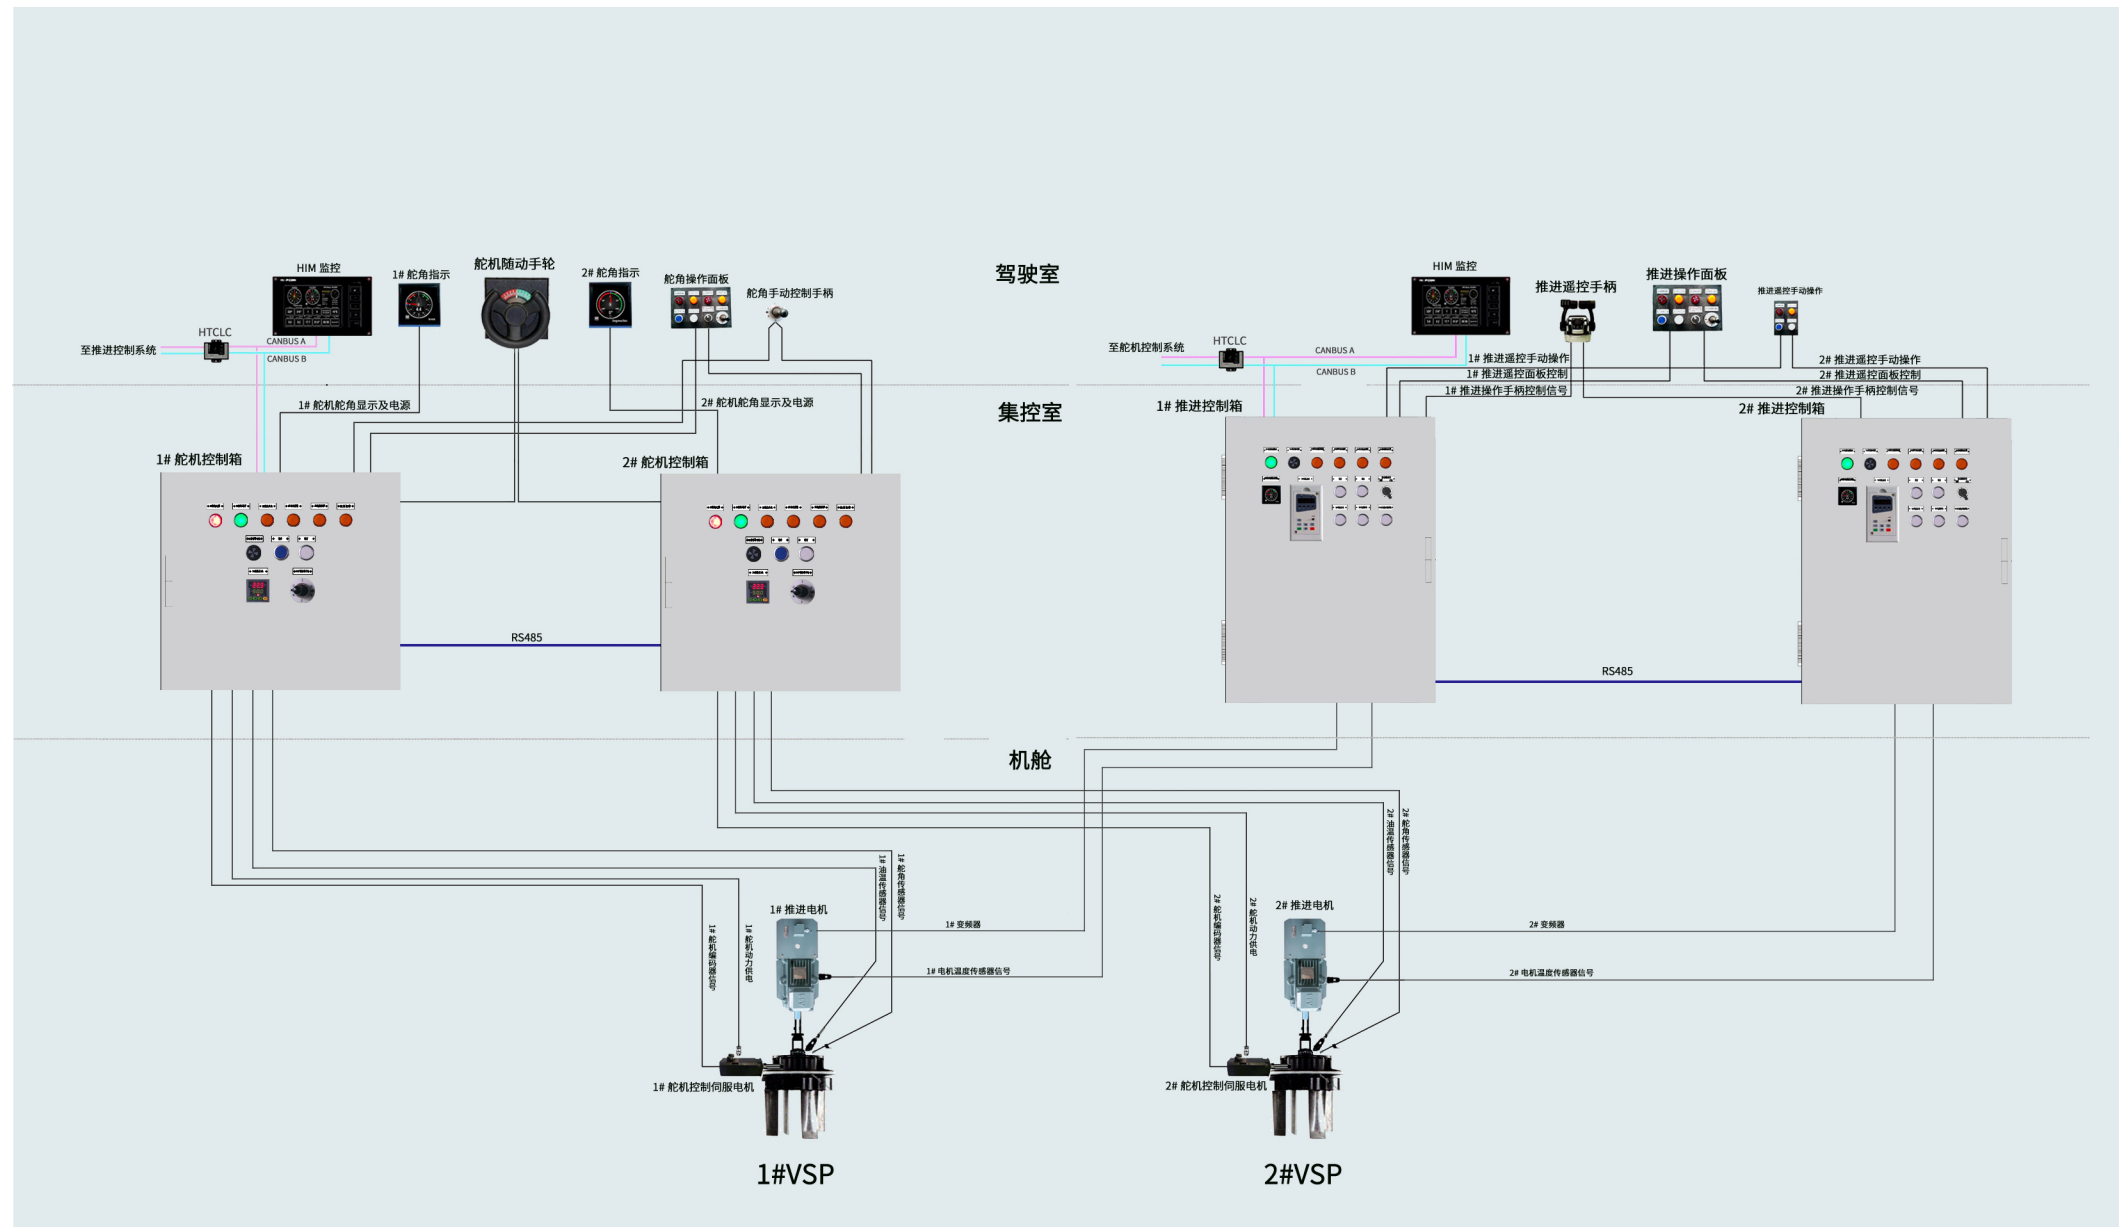 驾驶室
HIM 监控
1# 舵角指示
舵机随动手轮
2# 舵角指示
舵角操作面板
舵角手动控制手柄
HTCLC
至推进控制系统
CANBUS A
CANBUS B
HIM 监控
推进遥控手柄
推进操作面板
推进遥控手动操作
HTCLC
至舵机控制系统
CANBUS A
CANBUS B
1# 推进遥控手动操作
2# 推进遥控手动操作
1# 推进遥控面板控制
2# 推进遥控面板控制
1# 推进操作手柄控制信号
2# 推进操作手柄控制信号
集控室
1# 舵机舵角显示及电源
2# 舵机舵角显示及电源
1# 舵机控制箱
2# 舵机控制箱
1# 推进控制箱
2# 推进控制箱
RS485
RS485
机舱
1# 油温传感器信号
1# 舵角传感器信号
2# 油温传感器信号
2# 舵角传感器信号
1# 舵机编码器信号
1# 舵机动力供电
2# 舵机编码器信号
2# 舵机动力供电
1# 推进电机
2# 推进电机
1# 变频器
2# 变频器
1# 电机温度传感器信号
2# 电机温度传感器信号
1# 舵机控制伺服电机
2# 舵机控制伺服电机
1#VSP
2#VSP